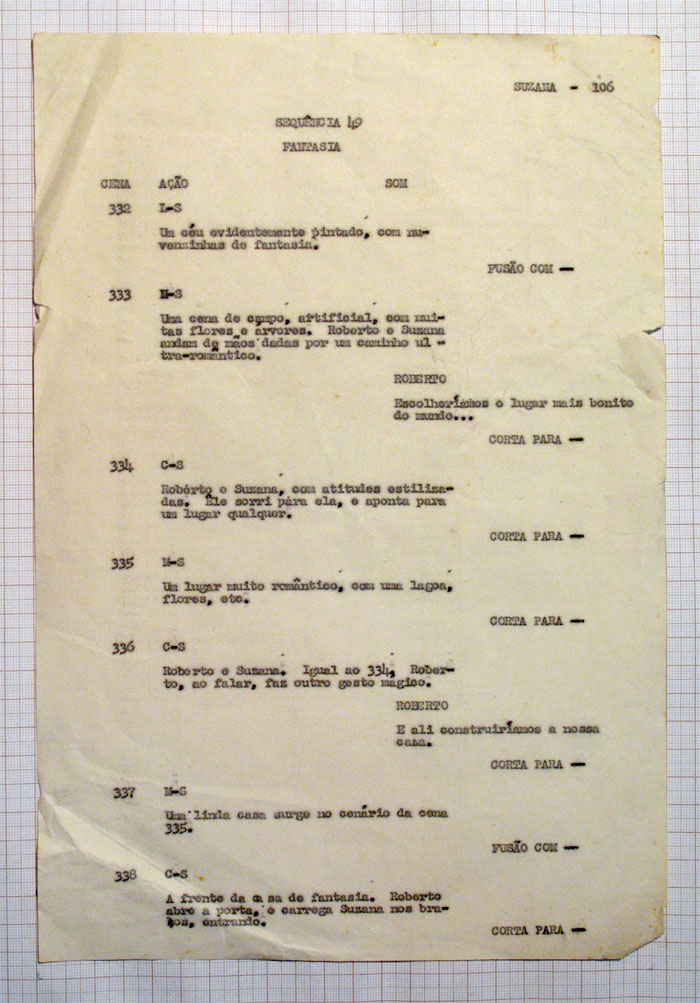 SUZANA - 106
SEQUÊNCIA 49
FANTASIA
CENA AÇÃO SOM
332 L-S
Um céu evidentemente pintado, com nu-
venzinhas de fantasia.
FUSÃO COM —
333 M-S
Uma cena de campo, artificial, com mui-
tas flores e árvores. Roberto e Suzana
andam de mãos dadas por um caminho ul -
tra-romântico.
ROBERTO
Escolheríamos o lugar mais bonito
do mundo...
CORTA PARA —
334 C-S
Roberto e Suzana, com atitudes estiliza-
das. Ele sorri para ela, e aponta para
um lugar qualquer.
CORTA PARA —
335 M-S
Um lugar muito romântico, com uma lagoa,
flores, etc.
CORTA PARA —
336 C-S
Roberto e Suzana. Igual ao 334, Rober-
to, ao falar, faz outro gesto magico.
ROBERTO
E ali construiríamos a nossa
casa.
CORTA PARA —
337 M-S
Uma linda casa surge no cenário da cena
335.
FUSÃO COM —
338 C-S
A frente da casa de fantasia. Roberto
abre a porta, e carrega Suzana nos bra-
ços, entrando.
CORTA PARA —